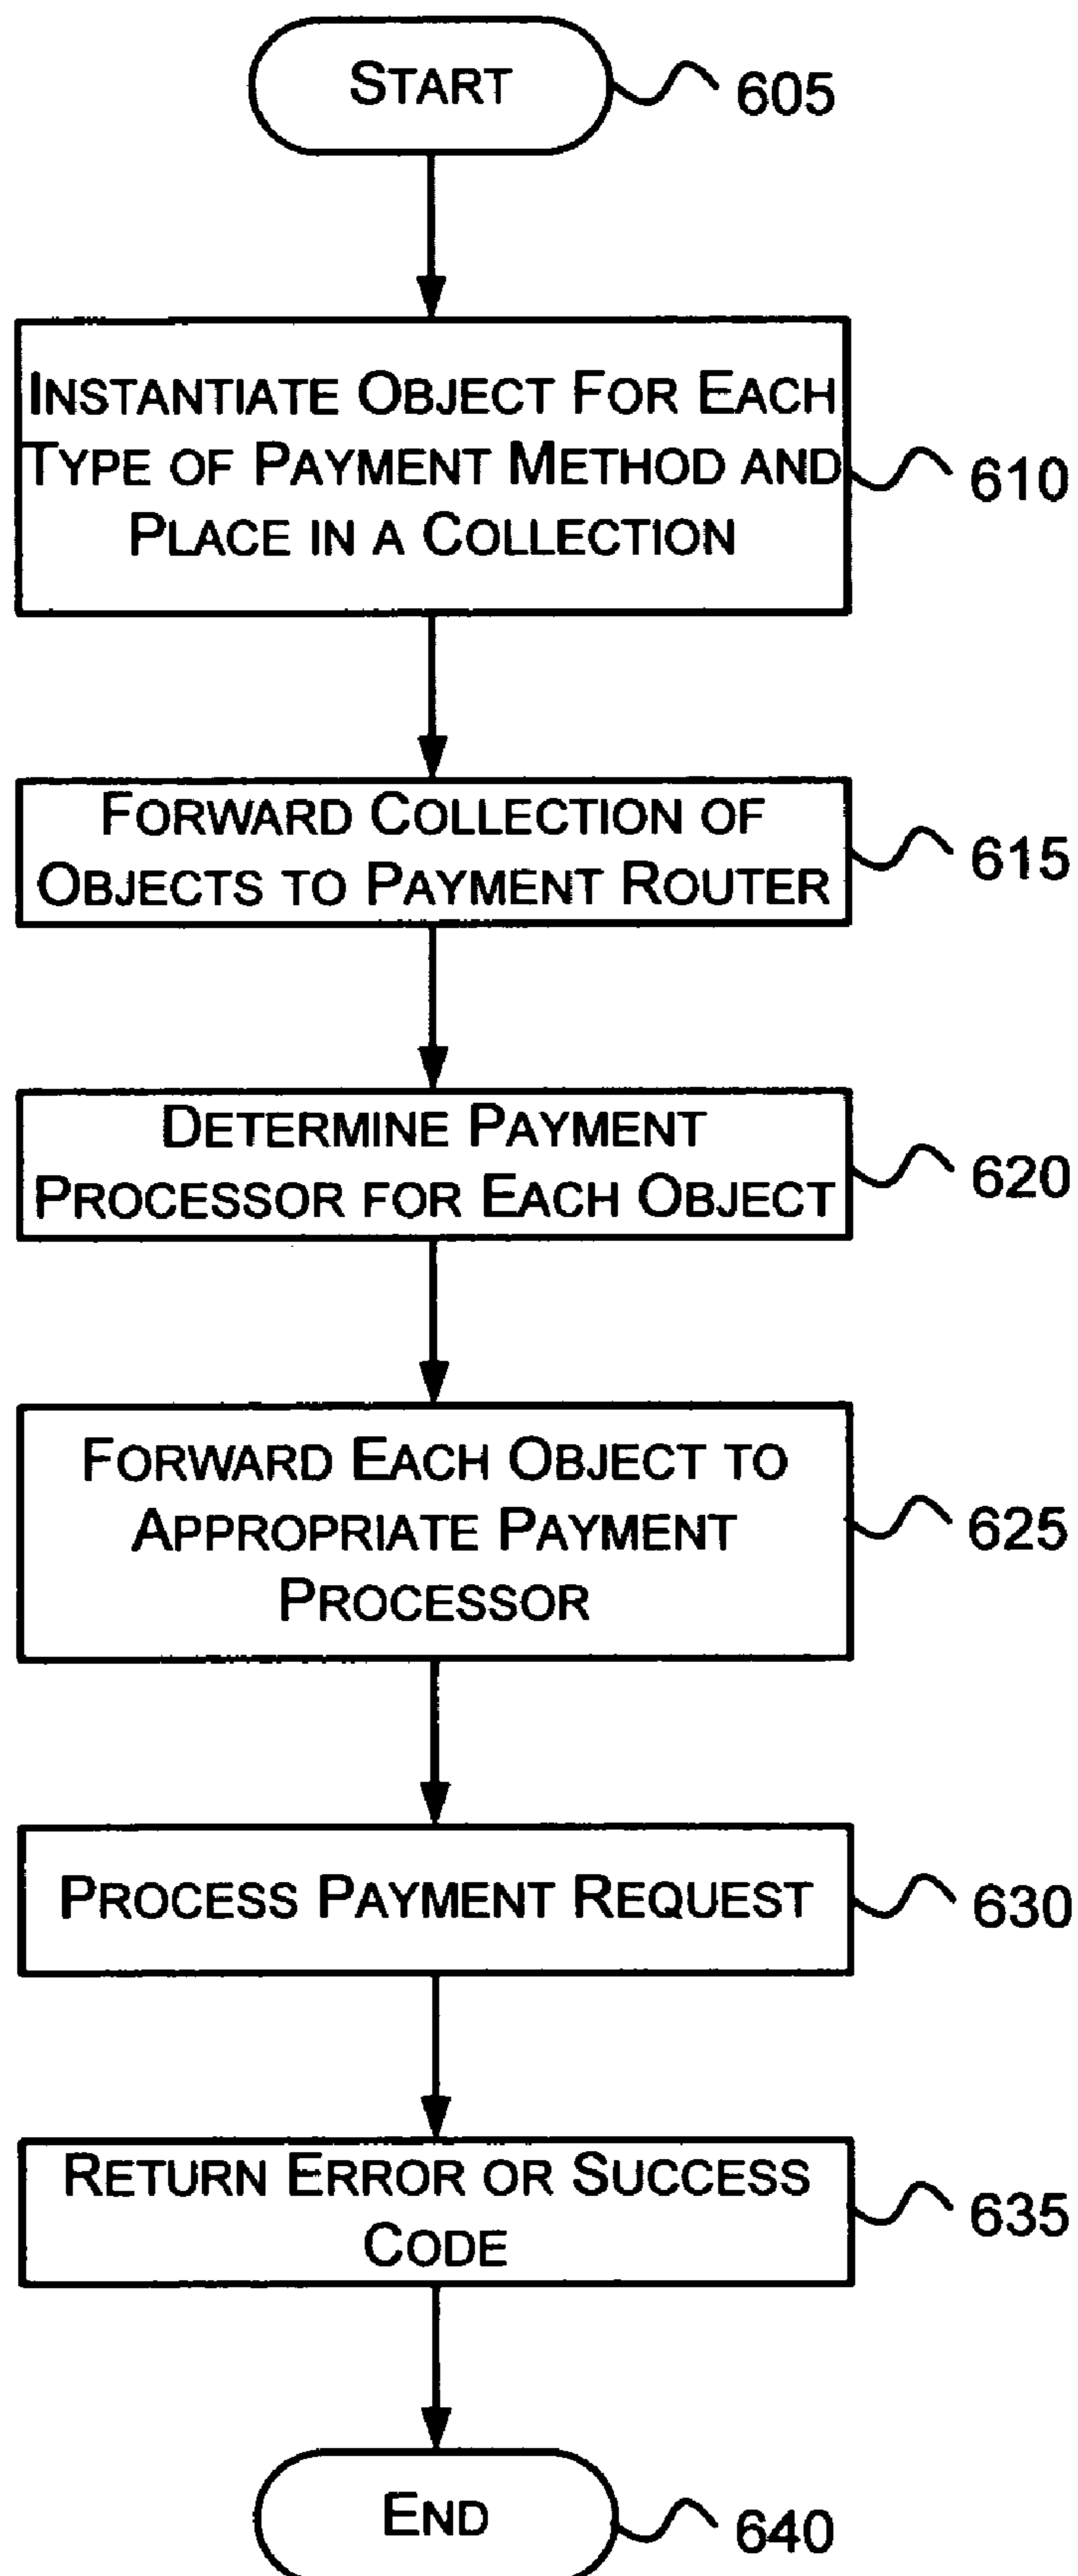 START
605
INSTANTIATE OBJECT FOR EACH
TYPE OF PAYMENT METHOD AND
PLACE IN A COLLECTION
610
FORWARD COLLECTION OF
OBJECTS TO PAYMENT ROUTER
615
DETERMINE PAYMENT
PROCESSOR FOR EACH OBJECT
620
FORWARD EACH OBJECT TO
APPROPRIATE PAYMENT
PROCESSOR
625
PROCESS PAYMENT REQUEST
630
RETURN ERROR OR SUCCESS
CODE
635
END
640